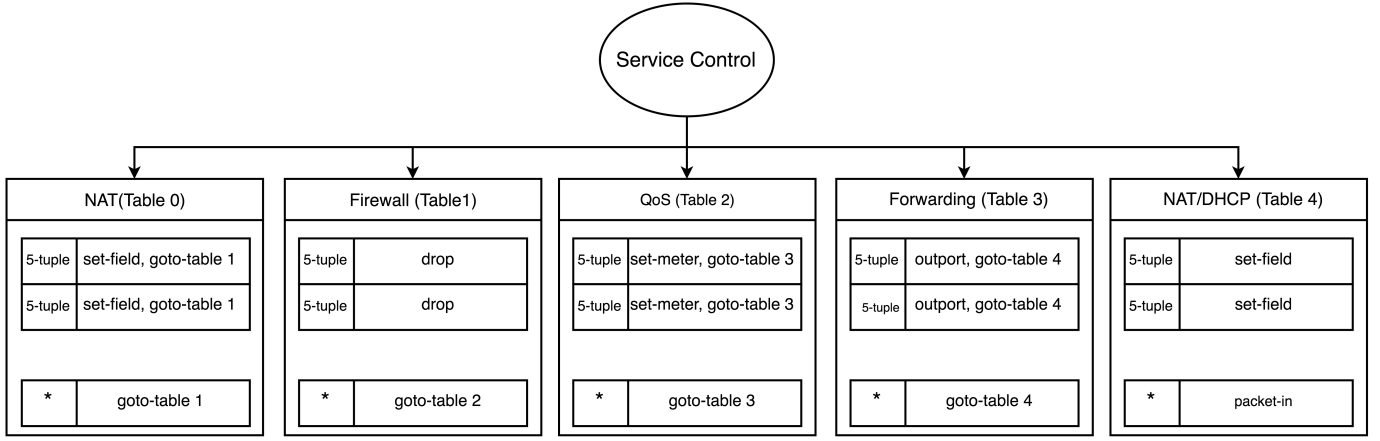 Service Control
NAT(Table 0)
5-tuple set-field, goto-table 1
5-tuple set-field, goto-table 1
* goto-table 1
Firewall (Table1)
5-tuple drop
5-tuple drop
* goto-table 2
QoS (Table 2)
5-tuple set-meter, goto-table 3
5-tuple set-meter, goto-table 3
* goto-table 3
Forwarding (Table 3)
5-tuple outport, goto-table 4
5-tuple outport, goto-table 4
* goto-table 4
NAT/DHCP (Table 4)
5-tuple set-field
5-tuple set-field
* packet-in